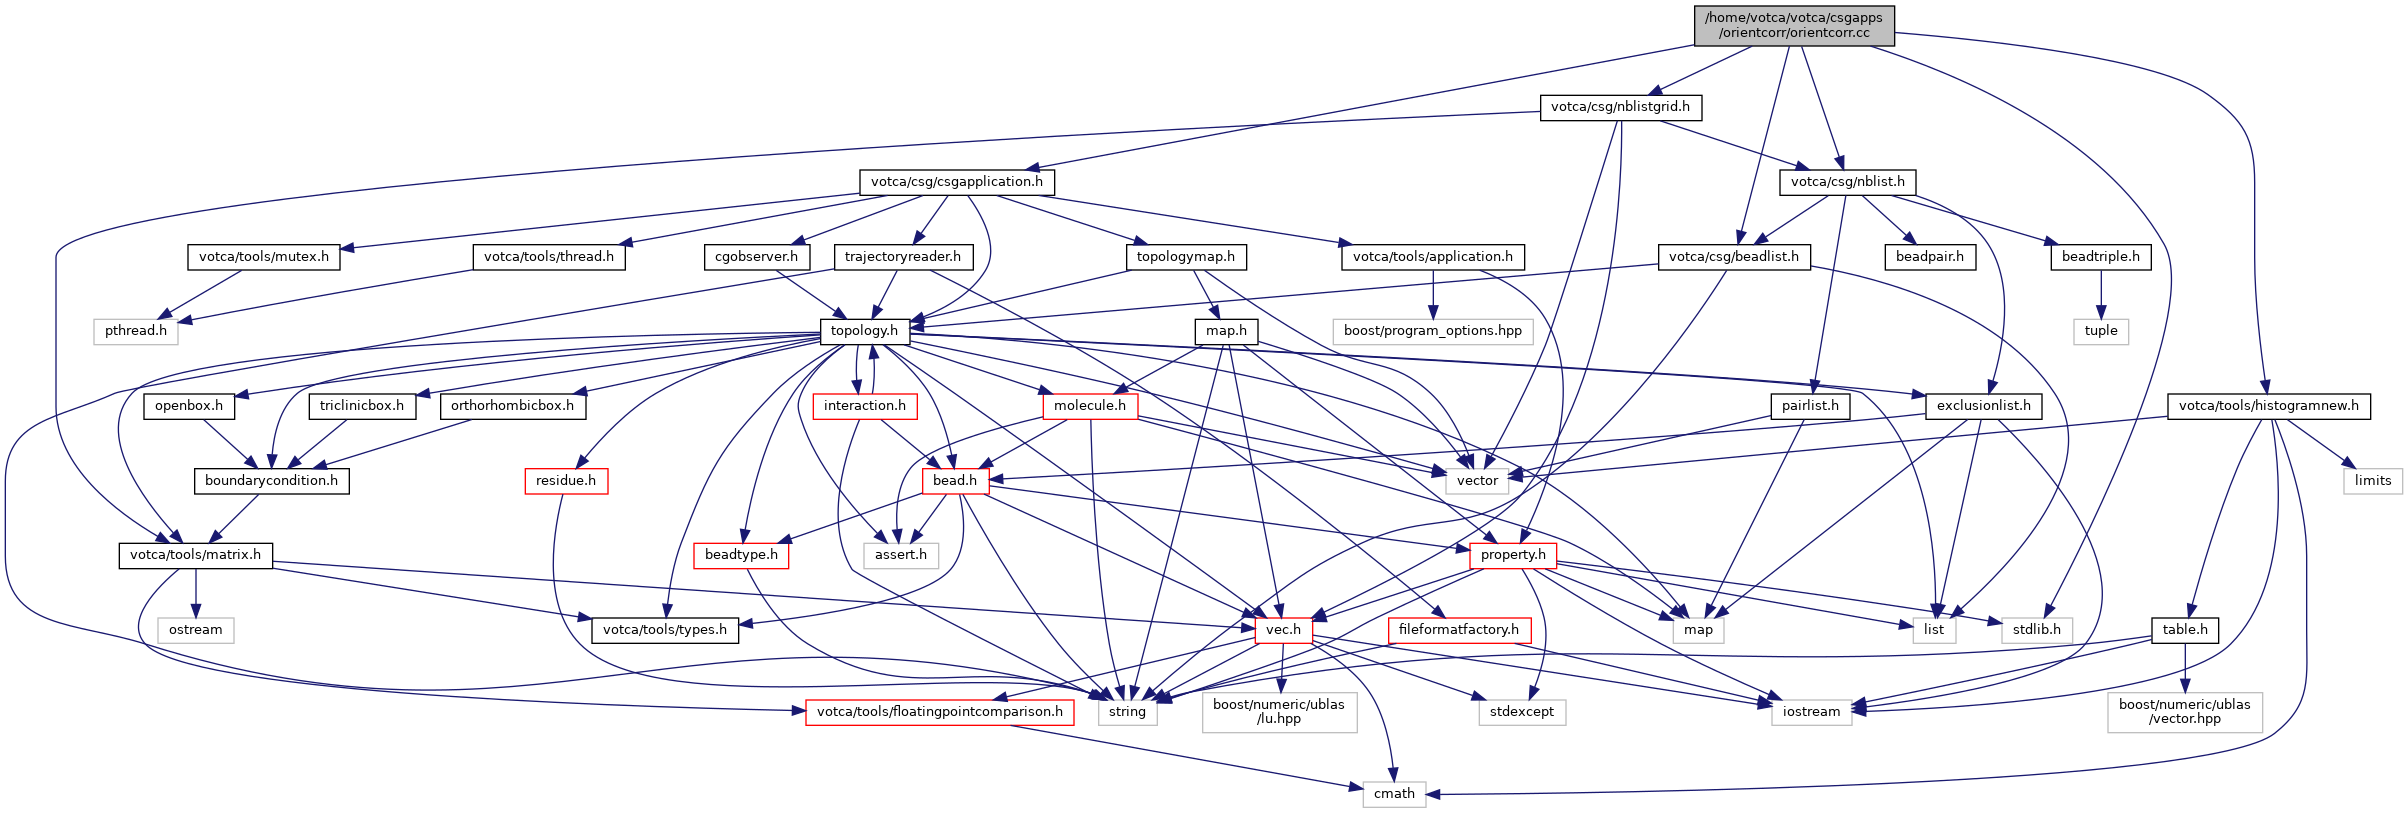 /home/votca/votca/csgapps
/orientcorr/orientcorr.cc
votca/csg/nblistgrid.h
votca/csg/csgapplication.h
votca/csg/nblist.h
votca/tools/mutex.h
votca/tools/thread.h
cgobserver.h
trajectoryreader.h
topologymap.h
votca/tools/application.h
votca/csg/beadlist.h
beadpair.h
beadtriple.h
pthread.h
topology.h
map.h
boost/program_options.hpp
tuple
openbox.h
triclinicbox.h
orthorhombicbox.h
interaction.h
molecule.h
pairlist.h
exclusionlist.h
votca/tools/histogramnew.h
boundarycondition.h
residue.h
bead.h
vector
limits
votca/tools/matrix.h
beadtype.h
assert.h
property.h
ostream
votca/tools/types.h
vec.h
fileformatfactory.h
map
list
stdlib.h
table.h
votca/tools/floatingpointcomparison.h
string
boost/numeric/ublas
/lu.hpp
stdexcept
iostream
boost/numeric/ublas
/vector.hpp
cmath